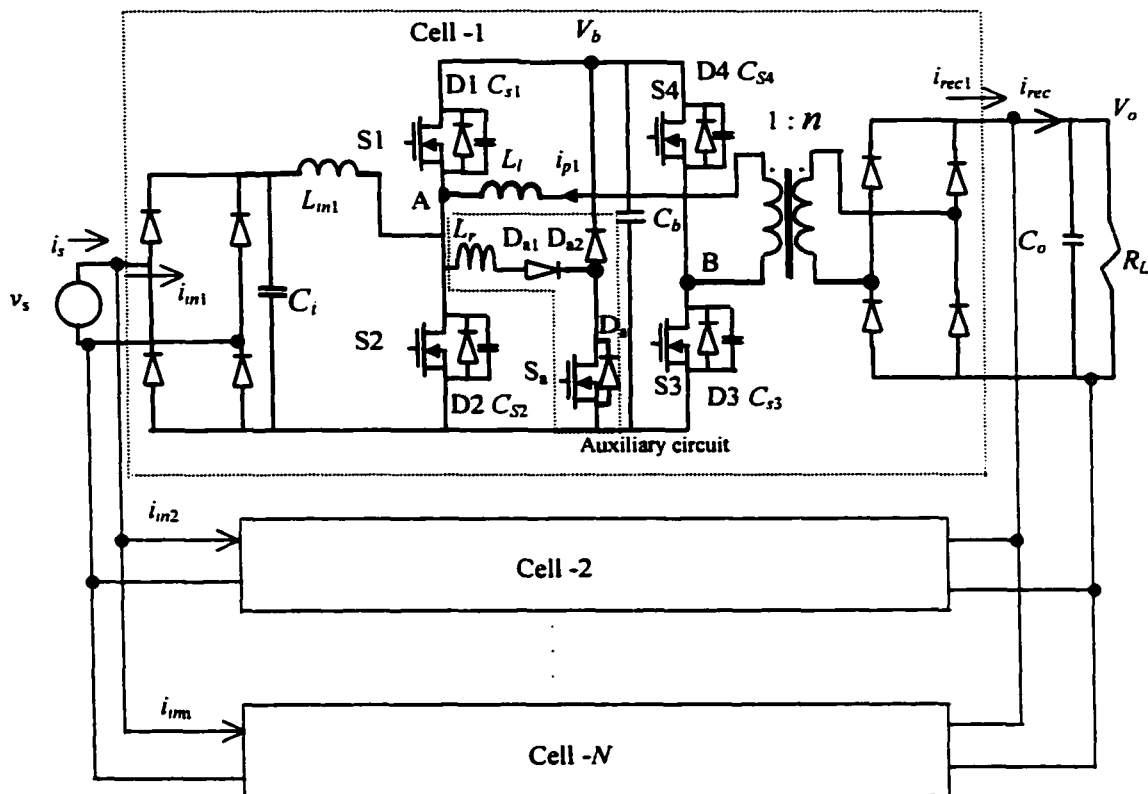 Cell -1
V_b
D1 C_s1
D4 C_S4
i_rec1
i_rec
S1
S4
1 : n
V_o
L_l
i_p1
L_in1
A
C_b
L_r
D_a1
D_a2
i_s
i_in1
B
C_o
R_L
v_s
C_i
S2
D_a
S_a
S3
D2 C_S2
D3 C_s3
Auxiliary circuit
i_in2
Cell -2
i_inn
Cell -N